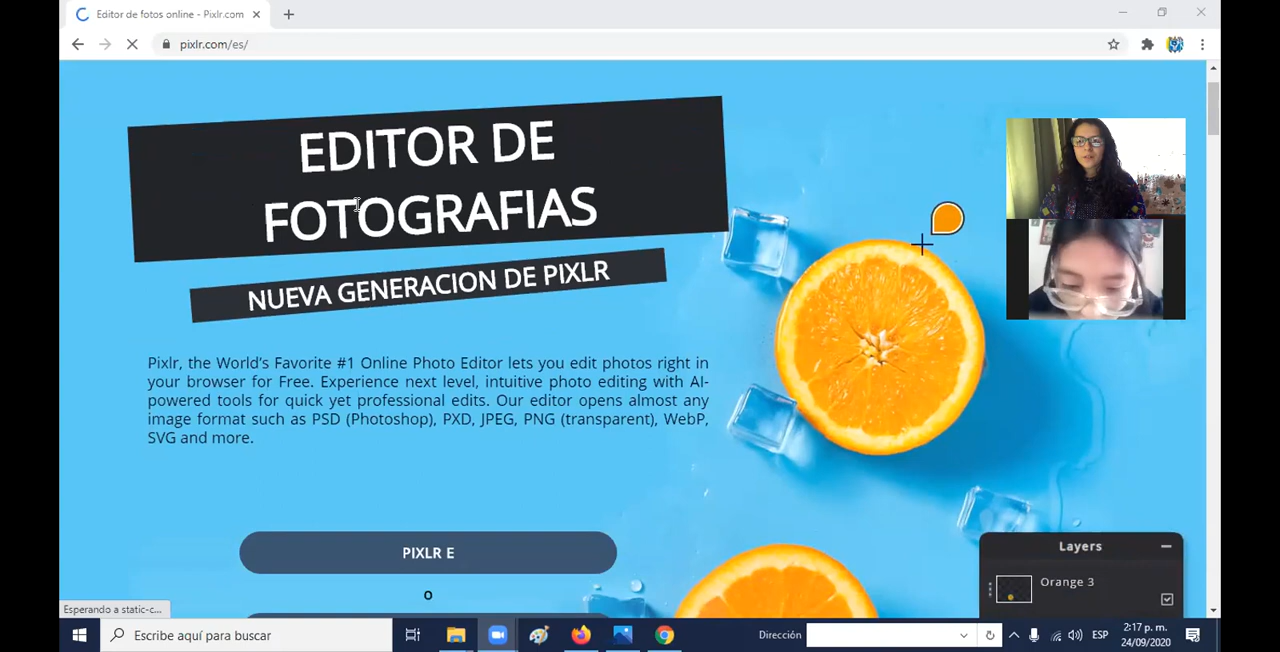 Editor de fotos online - Pixlr.com
pixlr.com/es/
EDITOR DE
FOTOGRAFIAS
NUEVA GENERACION DE PIXLR
Pixlr, the World's Favorite #1 Online Photo Editor lets you edit photos right in
your browser for Free. Experience next level, intuitive photo editing with AI-
powered tools for quick yet professional edits. Our editor opens almost any
image format such as PSD (Photoshop), PXD, JPEG, PNG (transparent), WebP,
SVG and more.
PIXLR E
o
Layers
Orange 3
Esperando a static-c...
Escribe aquí para buscar
Dirección
ESP
2:17 p. m.
24/09/2020